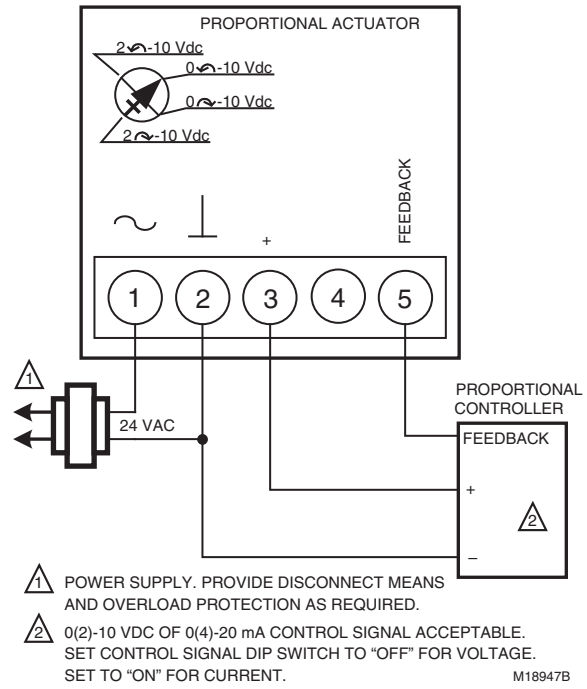 PROPORTIONAL ACTUATOR
2 -10 Vdc
0 -10 Vdc
0 -10 Vdc
2 -10 Vdc
FEEDBACK
+
1 2 3 4 5
1
24 VAC
PROPORTIONAL
CONTROLLER
FEEDBACK
+
2
–
1 POWER SUPPLY. PROVIDE DISCONNECT MEANS
AND OVERLOAD PROTECTION AS REQUIRED.
2 0(2)-10 VDC OF 0(4)-20 mA CONTROL SIGNAL ACCEPTABLE.
SET CONTROL SIGNAL DIP SWITCH TO “OFF” FOR VOLTAGE.
SET TO “ON” FOR CURRENT.
M18947B